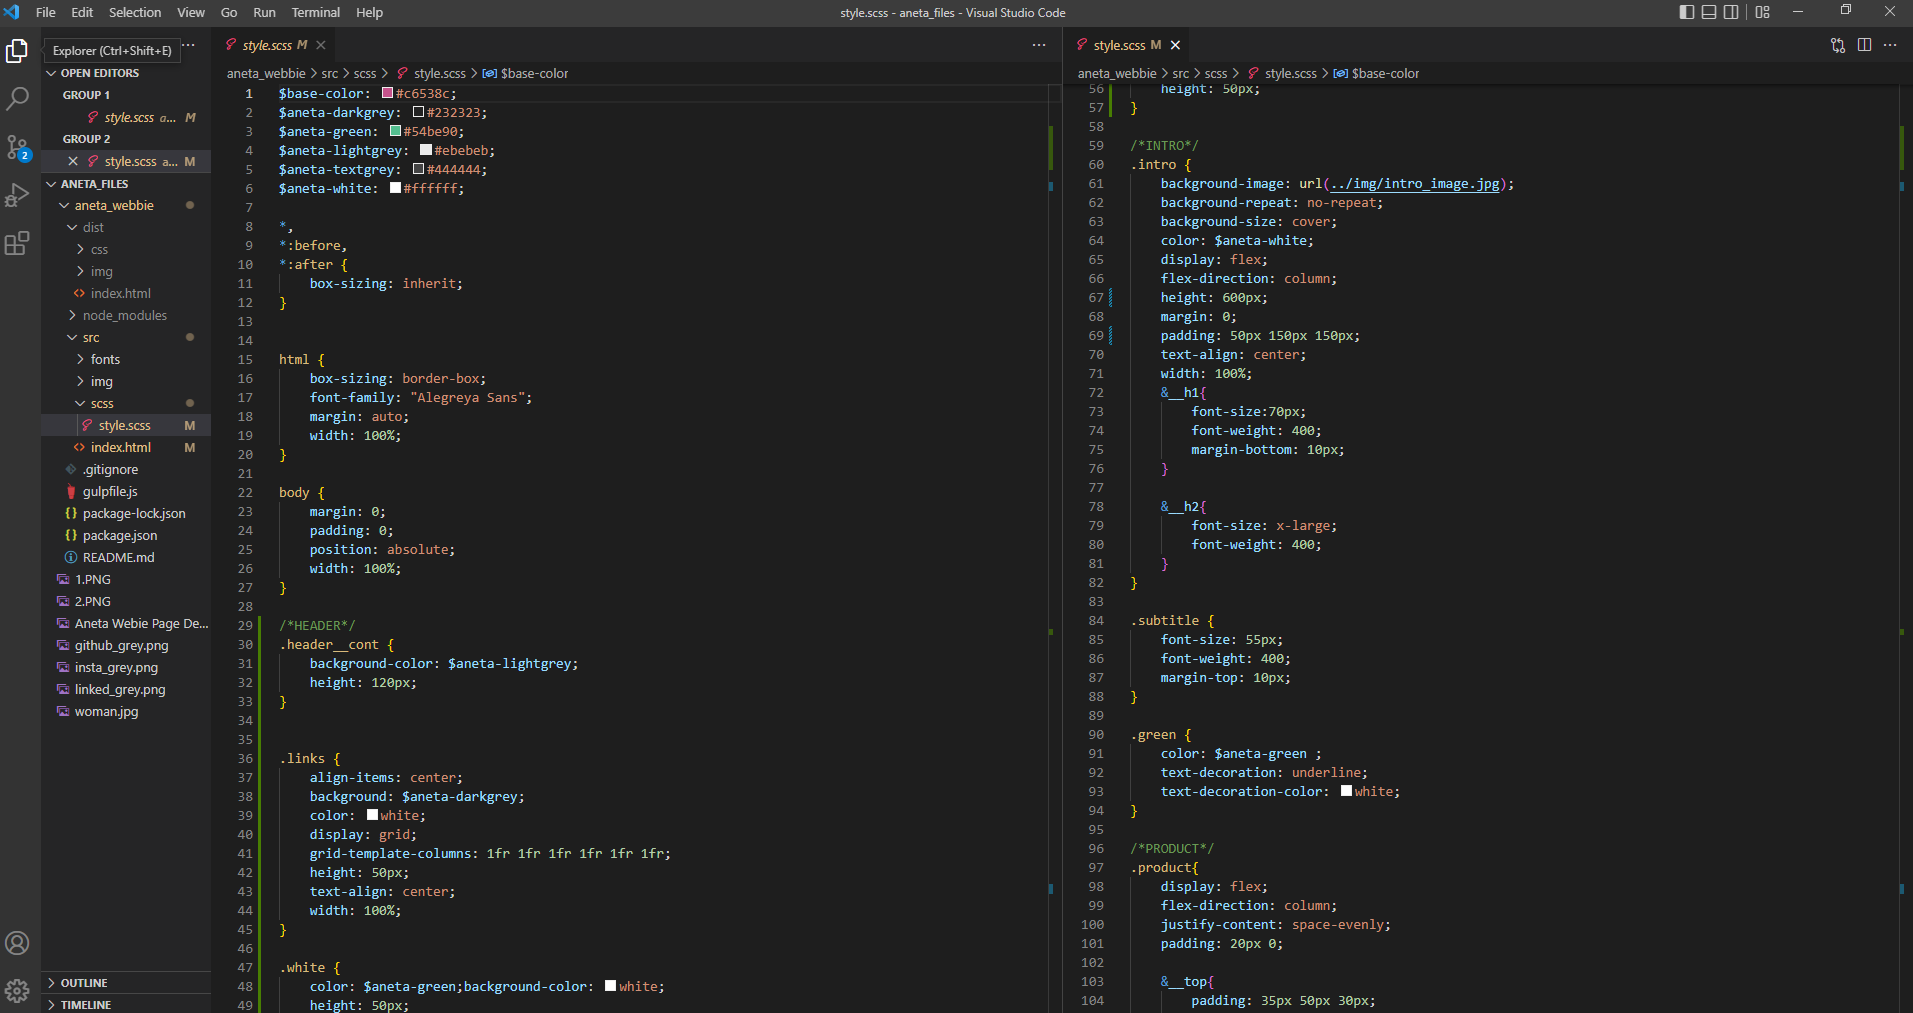 File Edit Selection View Go Run Terminal Help
style.scss - aneta_files - Visual Studio Code
Explorer (Ctrl+Shift+E)
OPEN EDITORS
GROUP 1
style.scss a... M
GROUP 2
style.scss a... M
ANETA_FILES
aneta_webbie
dist
css
img
index.html
node_modules
src
fonts
img
scss
style.scss M
index.html M
.gitignore
gulpfile.js
package-lock.json
package.json
README.md
1.PNG
2.PNG
Aneta Webie Page De...
github_grey.png
insta_grey.png
linked_grey.png
woman.jpg
OUTLINE
TIMELINE
2
style.scss M
aneta_webbie > src > scss > style.scss > $base-color
1 $base-color: #c6538c;
2 $aneta-darkgrey: #232323;
3 $aneta-green: #54be90;
4 $aneta-lightgrey: #ebebeb;
5 $aneta-textgrey: #444444;
6 $aneta-white: #ffffff;
7
8 *,
9 *:before,
10 *:after {
11 box-sizing: inherit;
12 }
13
14
15 html {
16 box-sizing: border-box;
17 font-family: "Alegreya Sans";
18 margin: auto;
19 width: 100%;
20 }
21
22 body {
23 margin: 0;
24 padding: 0;
25 position: absolute;
26 width: 100%;
27 }
28
29 /*HEADER*/
30 .header__cont {
31 background-color: $aneta-lightgrey;
32 height: 120px;
33 }
34
35
36 .links {
37 align-items: center;
38 background: $aneta-darkgrey;
39 color: white;
40 display: grid;
41 grid-template-columns: 1fr 1fr 1fr 1fr 1fr 1fr;
42 height: 50px;
43 text-align: center;
44 width: 100%;
45 }
46
47 .white {
48 color: $aneta-green;background-color: white;
49 height: 50px;
style.scss M
aneta_webbie > src > scss > style.scss > $base-color
56 height: 50px;
57 }
58
59 /*INTRO*/
60 .intro {
61 background-image: url(../img/intro_image.jpg);
62 background-repeat: no-repeat;
63 background-size: cover;
64 color: $aneta-white;
65 display: flex;
66 flex-direction: column;
67 height: 600px;
68 margin: 0;
69 padding: 50px 150px 150px;
70 text-align: center;
71 width: 100%;
72 &__h1{
73 font-size:70px;
74 font-weight: 400;
75 margin-bottom: 10px;
76 }
77
78 &__h2{
79 font-size: x-large;
80 font-weight: 400;
81 }
82 }
83
84 .subtitle {
85 font-size: 55px;
86 font-weight: 400;
87 margin-top: 10px;
88 }
89
90 .green {
91 color: $aneta-green ;
92 text-decoration: underline;
93 text-decoration-color: white;
94 }
95
96 /*PRODUCT*/
97 .product{
98 display: flex;
99 flex-direction: column;
100 justify-content: space-evenly;
101 padding: 20px 0;
102
103 &__top{
104 padding: 35px 50px 30px;